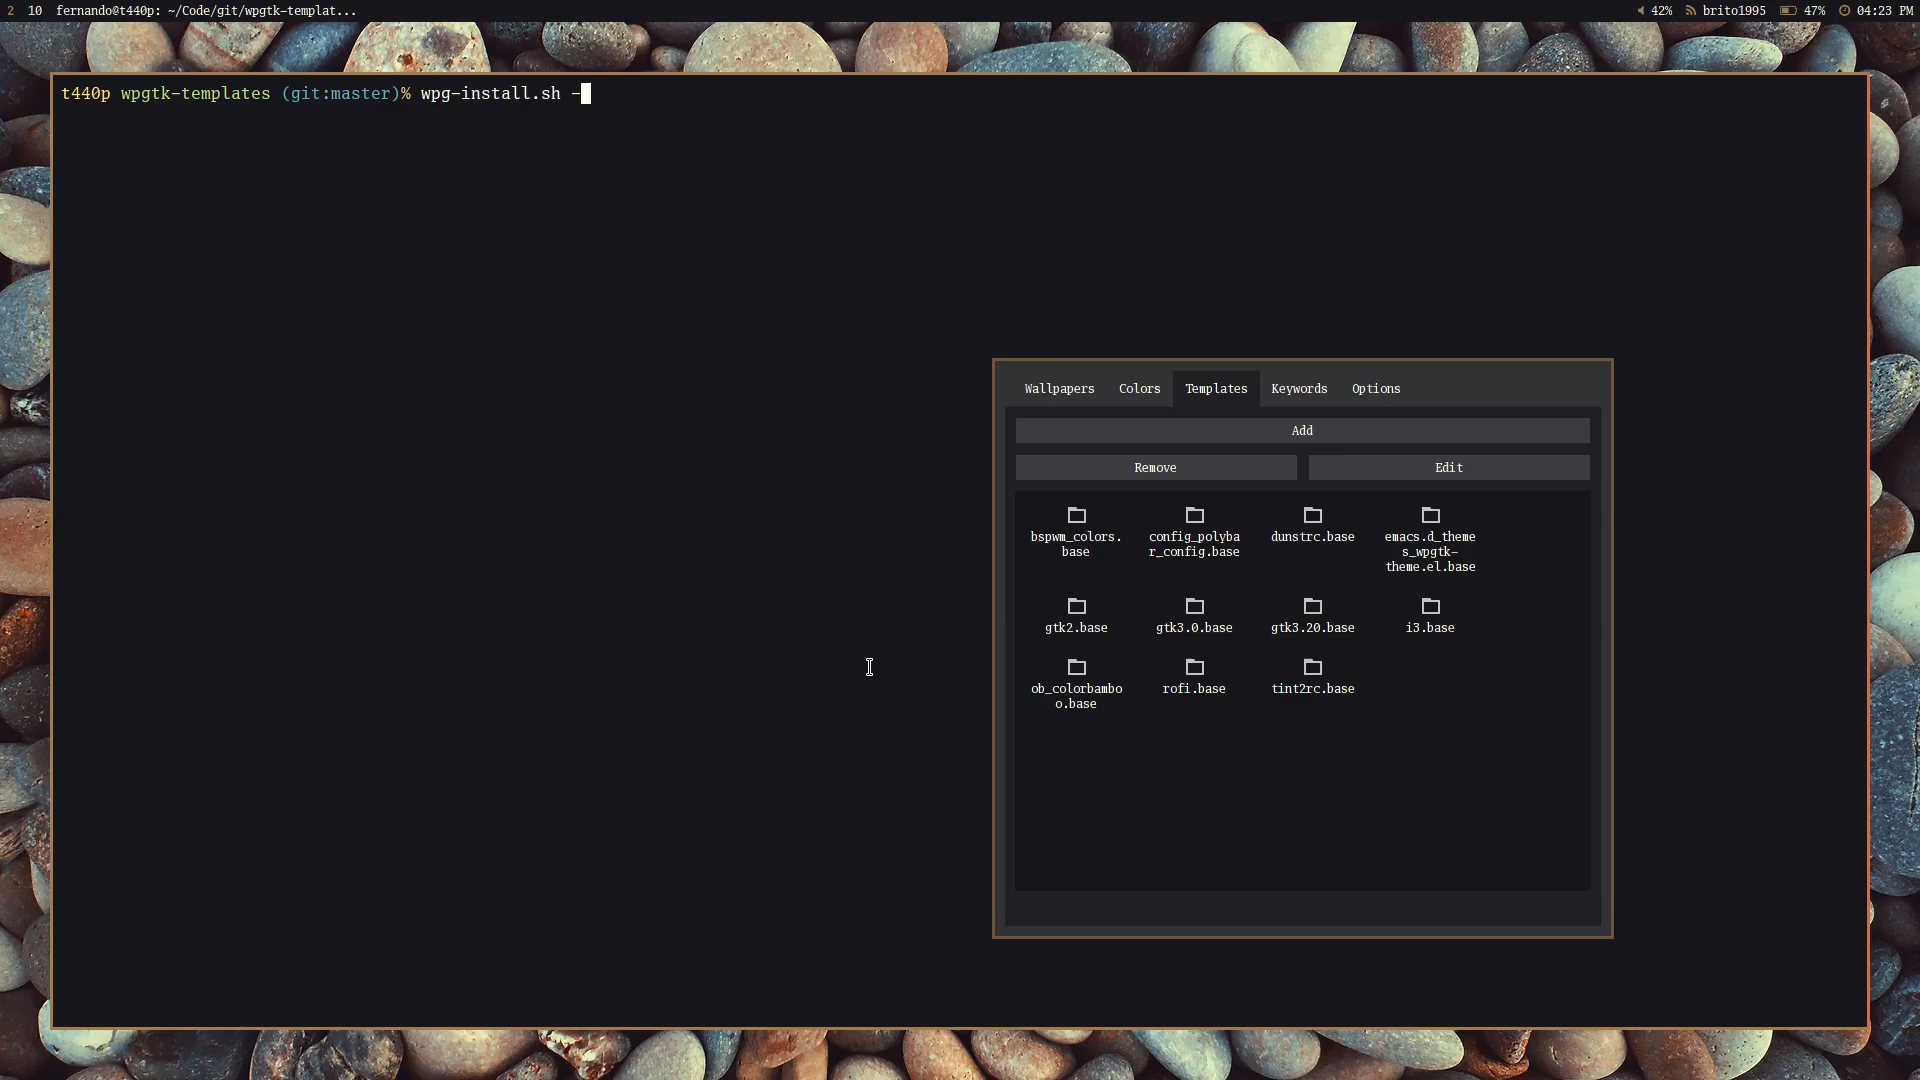 2 10 fernando@t440p: ~/Code/git/wpgtk-templat... 42% brito1995 47% 04:23 PM
t440p wpgtk-templates (git:master)% wpg-install.sh -
Wallpapers Colors Templates Keywords Options
Add
Remove Edit
bspwm_colors.
base
config_polyba
r_config.base
dunstrc.base
emacs.d_theme
s_wpgtk-
theme.el.base
gtk2.base
gtk3.0.base
gtk3.20.base
i3.base
ob_colorbambo
o.base
rofi.base
tint2rc.base